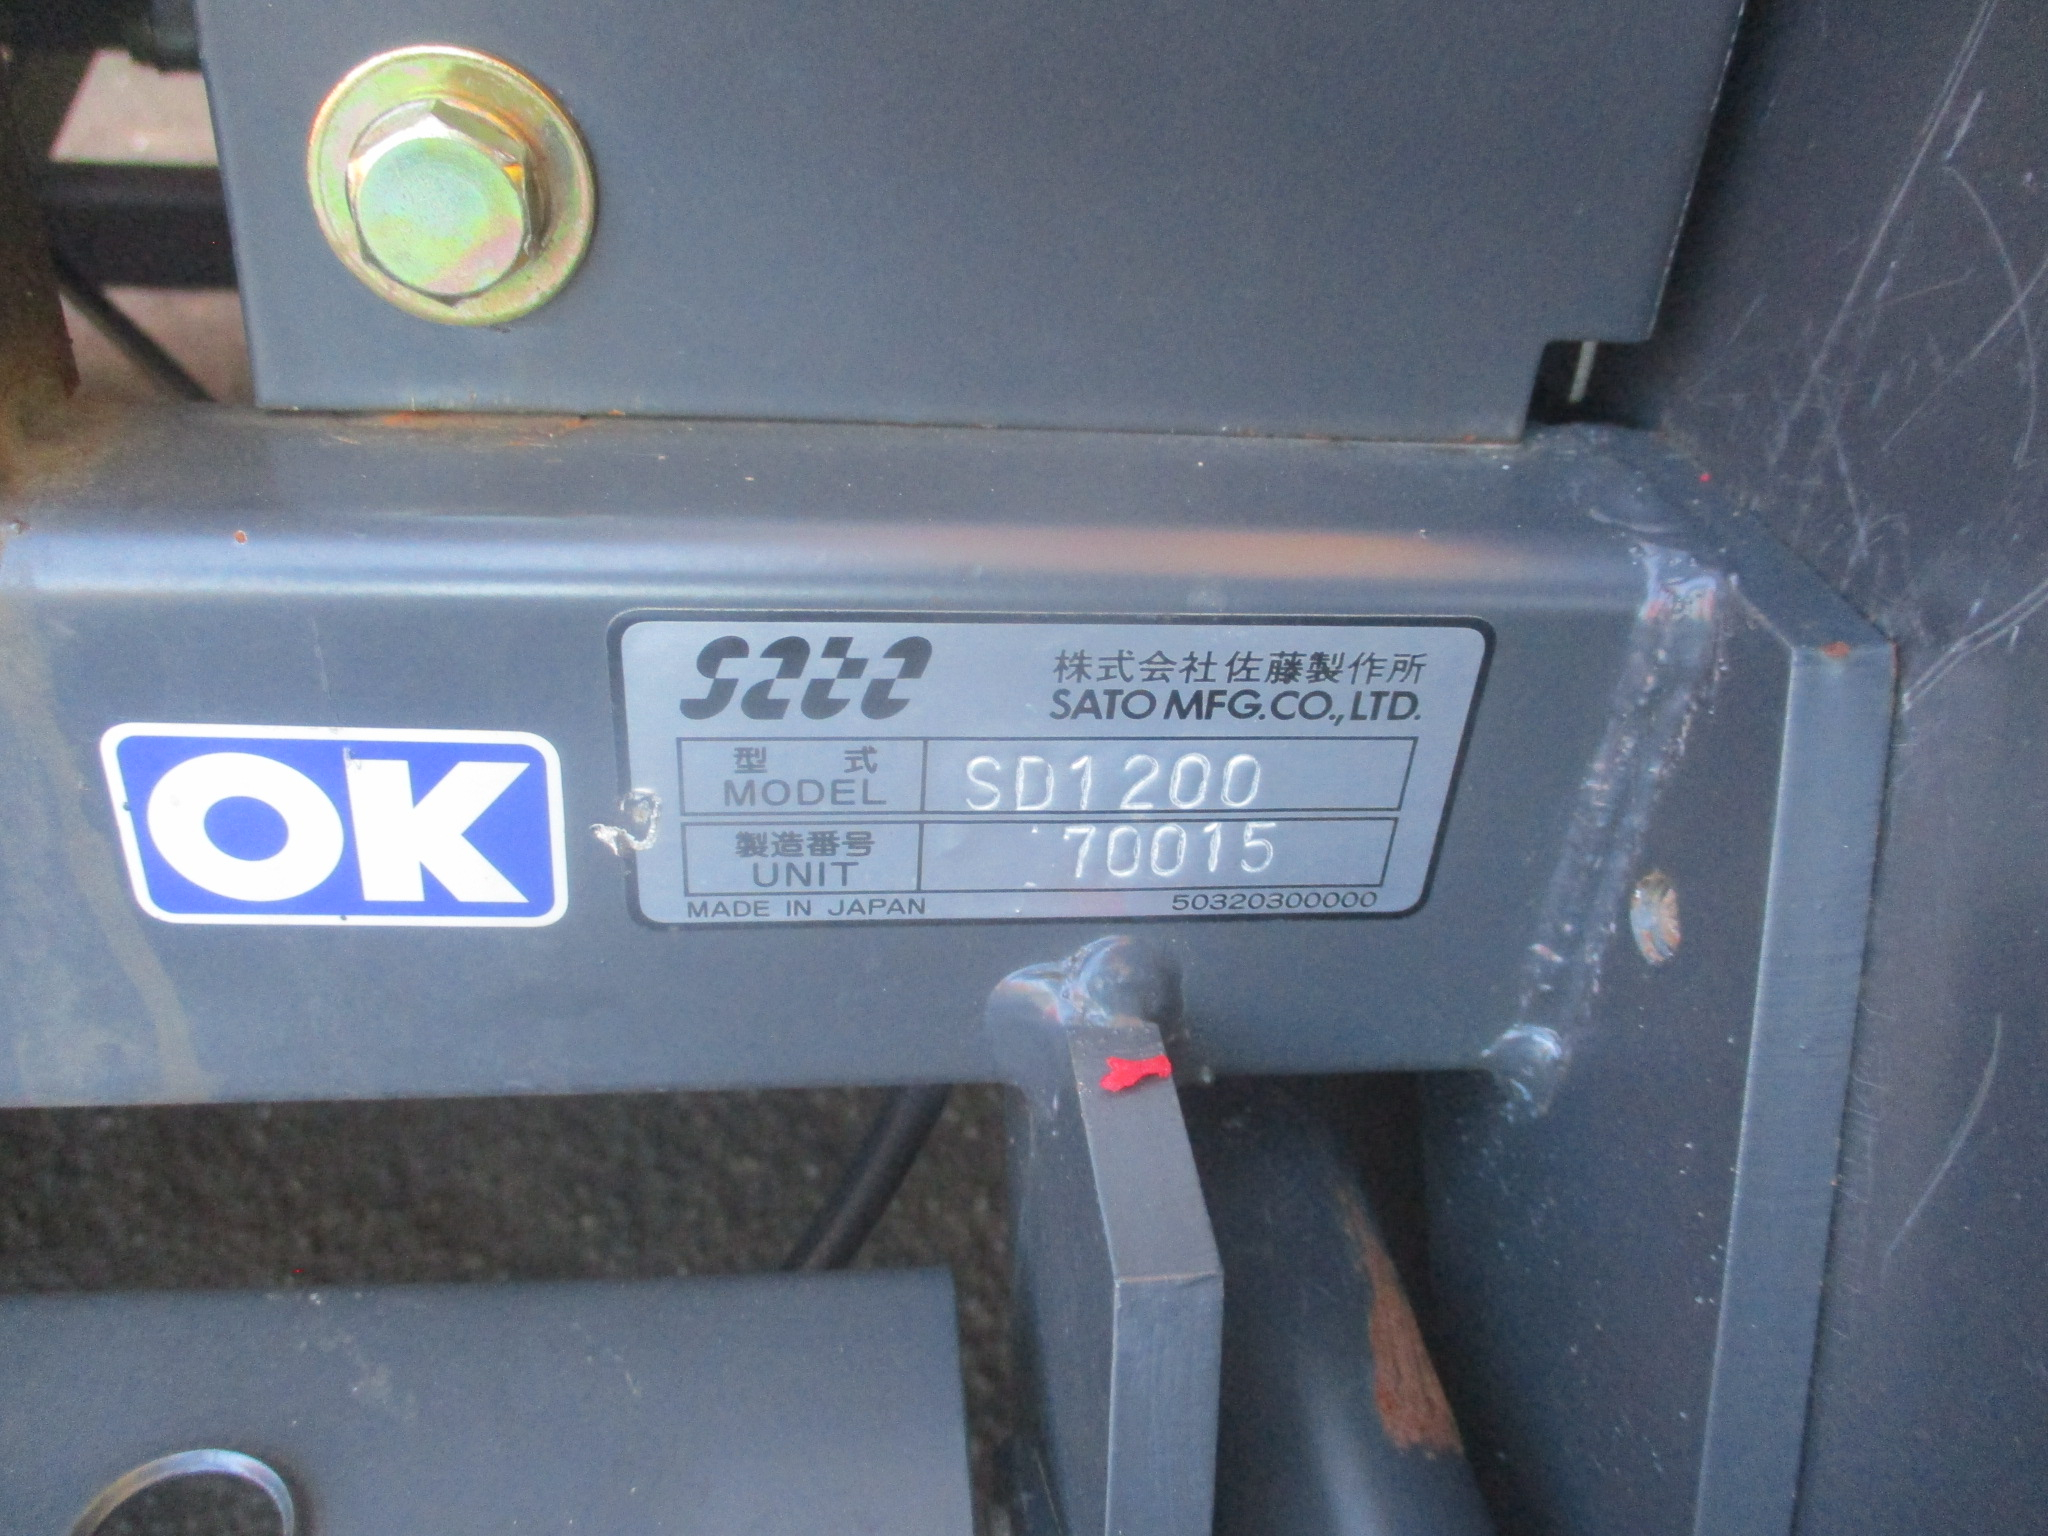 sato
株式会社佐藤製作所
SATO MFG.CO.,LTD.
型 式
MODEL
SD1200
製造番号
UNIT
70015
MADE IN JAPAN
50320300000
OK